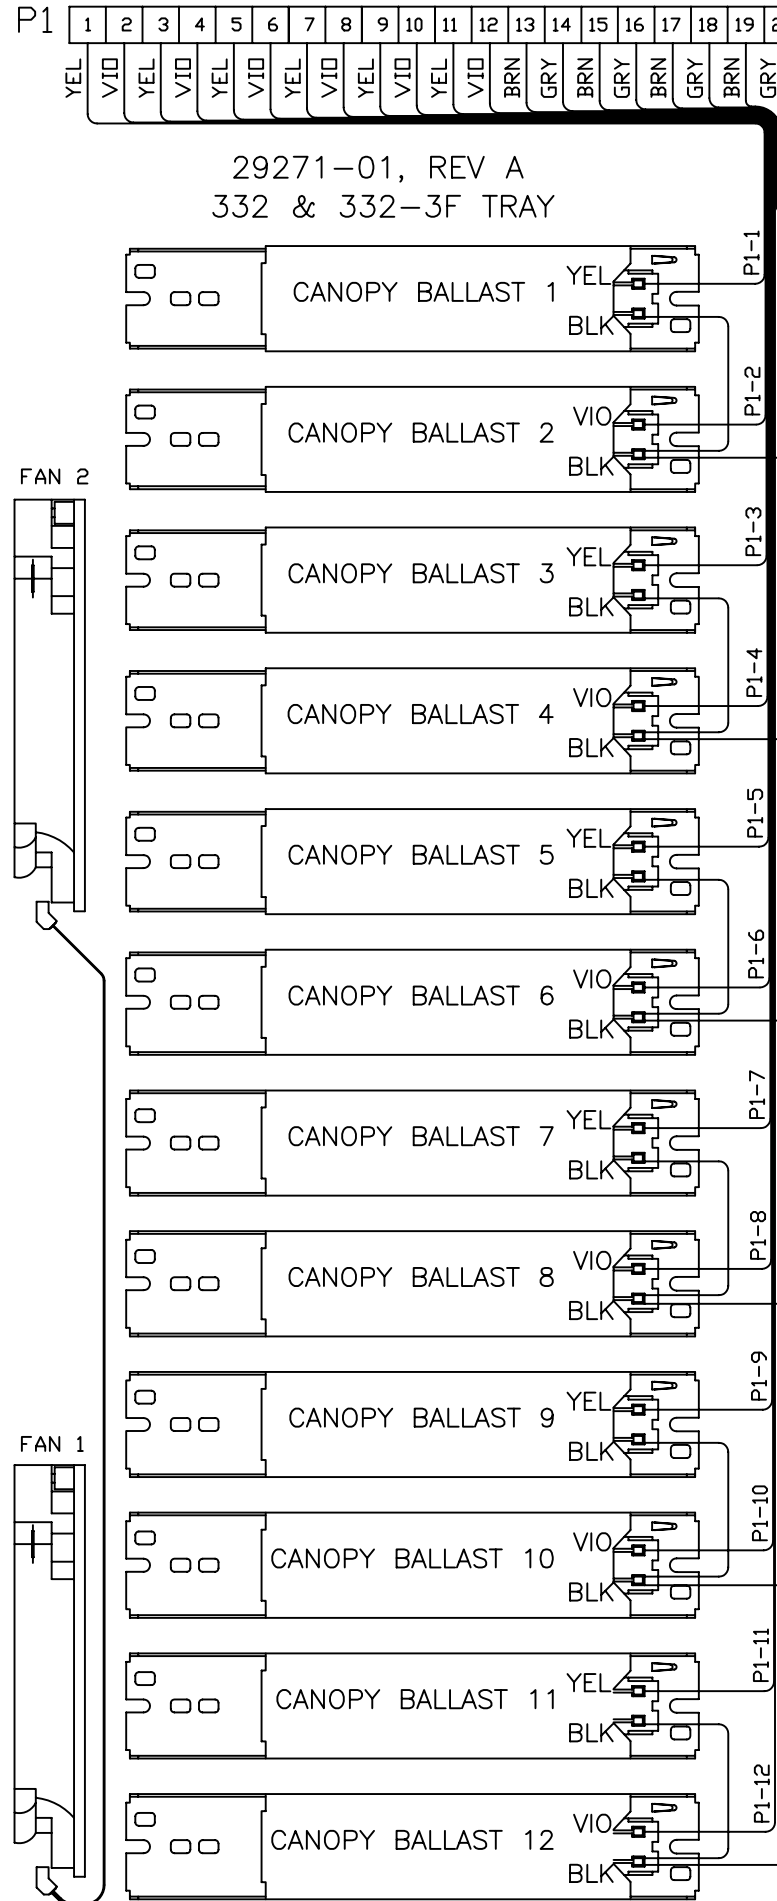 P1 1 2 3 4 5 6 7 8 9 10 11 12 13 14 15 16 17 18 19
YEL VIO YEL VIO YEL VIO YEL VIO YEL VIO YEL VIO BRN GRY BRN GRY BRN GRY BRN GRY
29271-01, REV A
332 & 332-3F TRAY
P1-1
CANOPY BALLAST 1 YEL
BLK
P1-2
CANOPY BALLAST 2 VIO
BLK
FAN 2
P1-3
CANOPY BALLAST 3 YEL
BLK
P1-4
CANOPY BALLAST 4 VIO
BLK
P1-5
CANOPY BALLAST 5 YEL
BLK
P1-6
CANOPY BALLAST 6 VIO
BLK
P1-7
CANOPY BALLAST 7 YEL
BLK
P1-8
CANOPY BALLAST 8 VIO
BLK
P1-9
CANOPY BALLAST 9 YEL
BLK
FAN 1
P1-10
CANOPY BALLAST 10 VIO
BLK
P1-11
CANOPY BALLAST 11 YEL
BLK
P1-12
CANOPY BALLAST 12 VIO
BLK